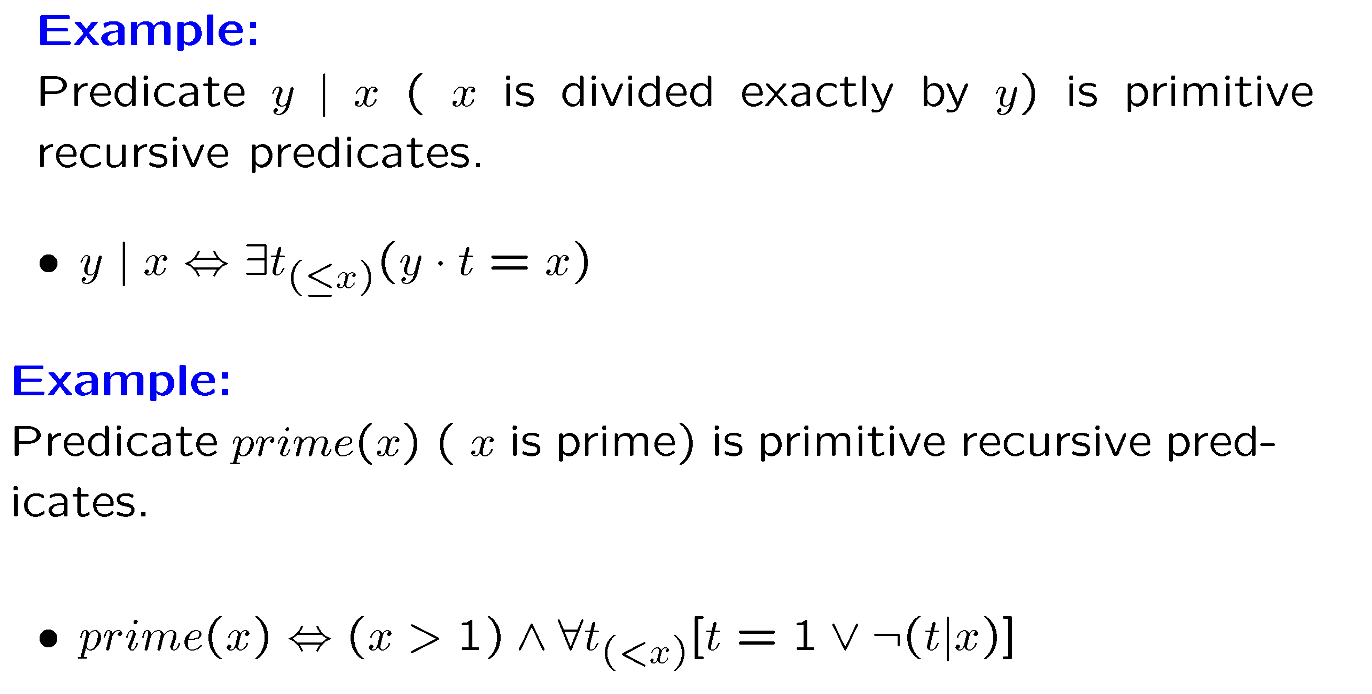 Example:
Predicate y | x ( x is divided exactly by y) is primitive
recursive predicates.
• y | x ⇔ ∃t(≤x)(y · t = x)
Example:
Predicate prime(x) ( x is prime) is primitive recursive pred-
icates.
• prime(x) ⇔ (x > 1) ∧ ∀t(<x)[t = 1 ∨ ¬(t|x)]